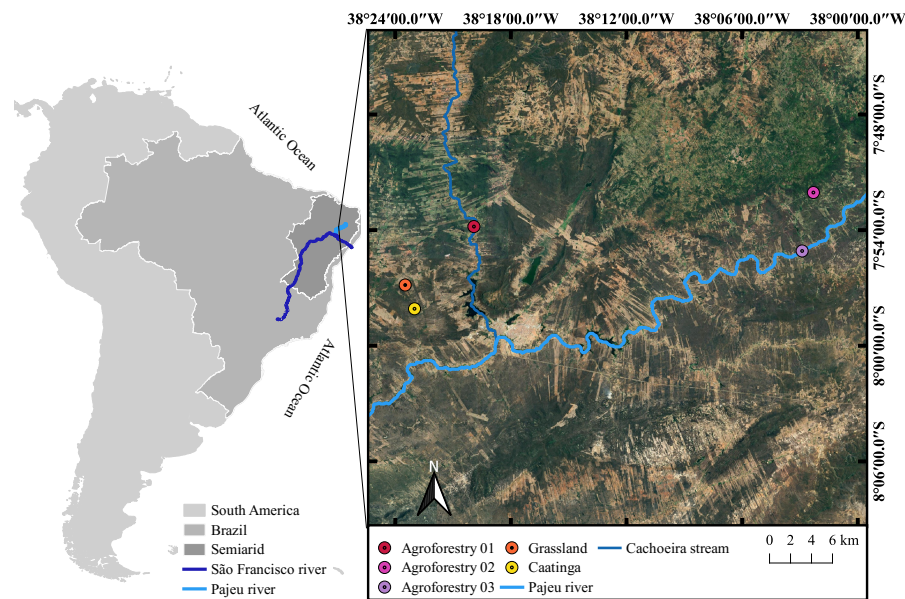 38°24'00.0"W 38°18'00.0"W 38°12'00.0"W 38°06'00.0"W 38°00'00.0"W
7°48'00.0"S
7°54'00.0"S
8°00'00.0"S
8°06'00.0"S
Atlantic Ocean
Atlantic Ocean
N
South America
Brazil
Semiarid
São Francisco river
Pajeu river
Agroforestry 01
Agroforestry 02
Agroforestry 03
Grassland
Caatinga
Pajeu river
Cachoeira stream
0 2 4 6 km